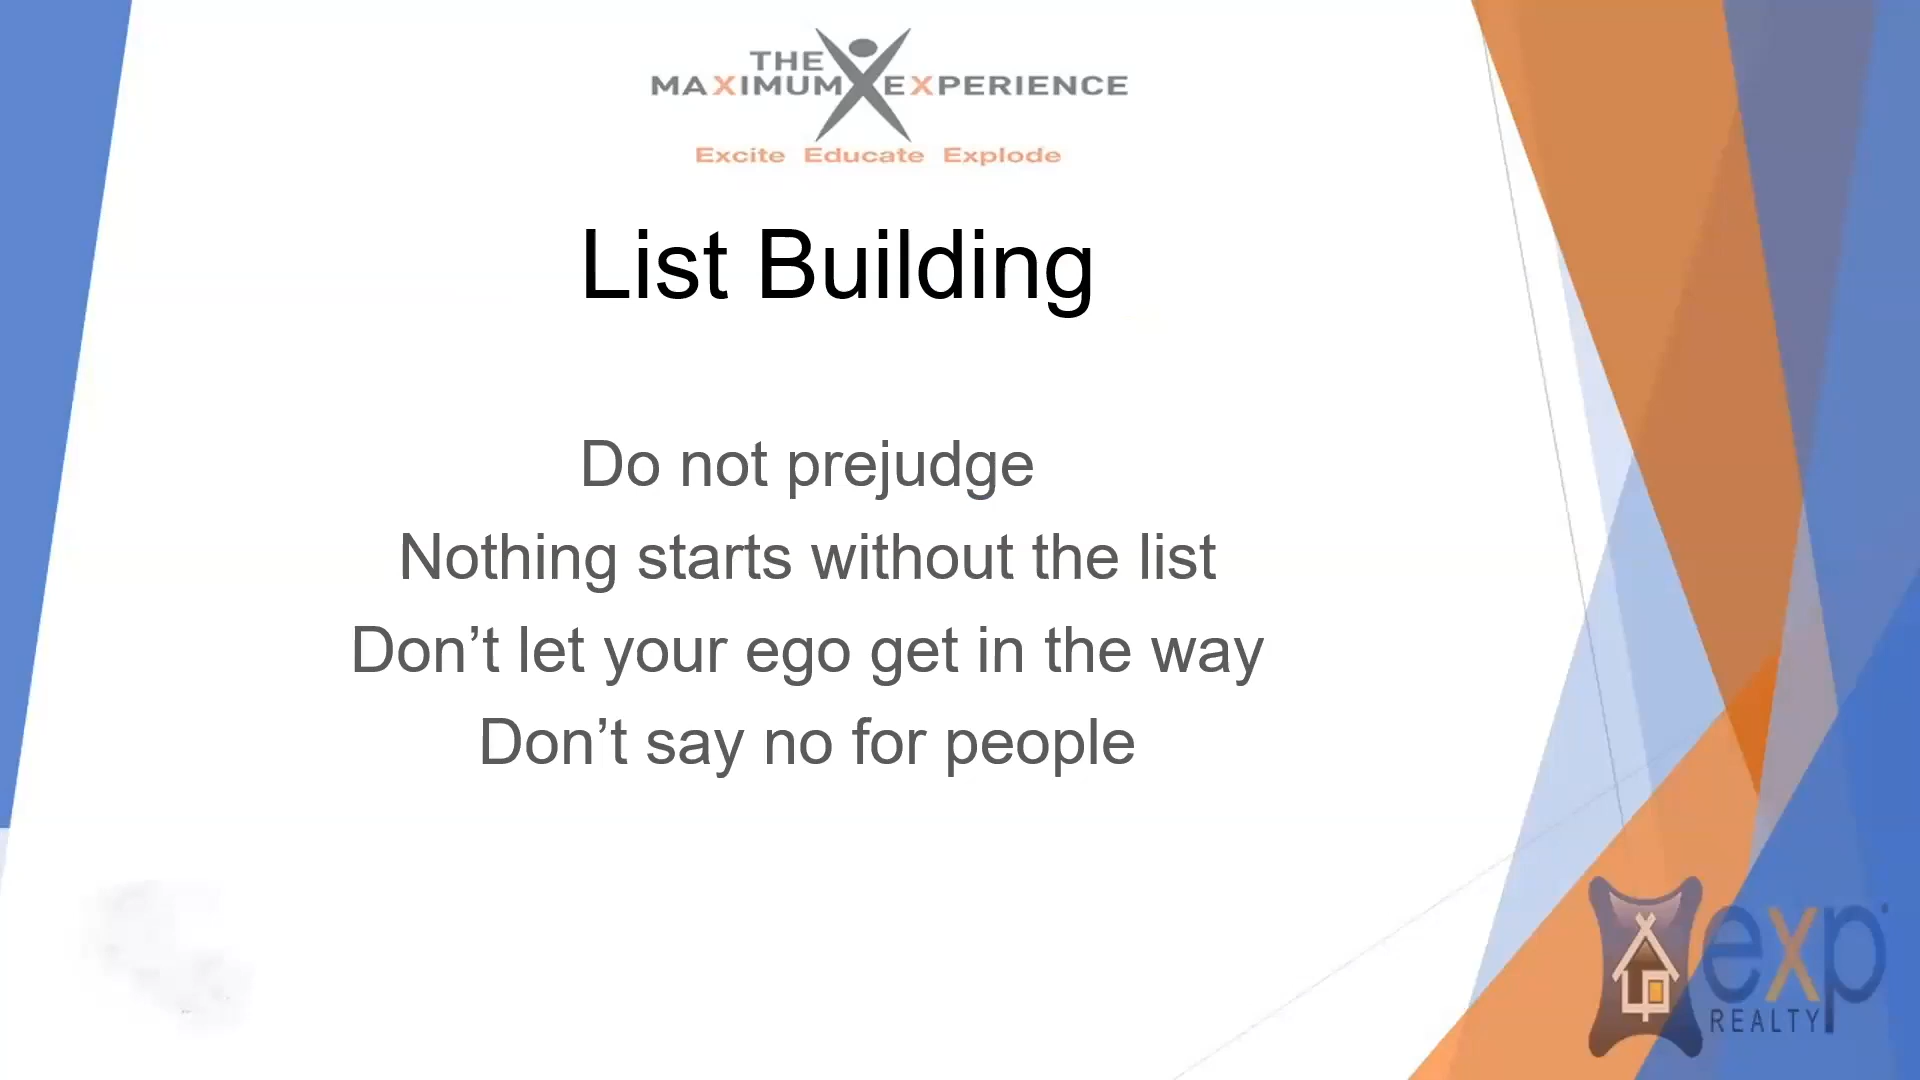 THE
MAXIMUM EXPERIENCE
Excite Educate Explode
List Building
Do not prejudge
Nothing starts without the list
Don’t let your ego get in the way
Don’t say no for people
exp
REALTY